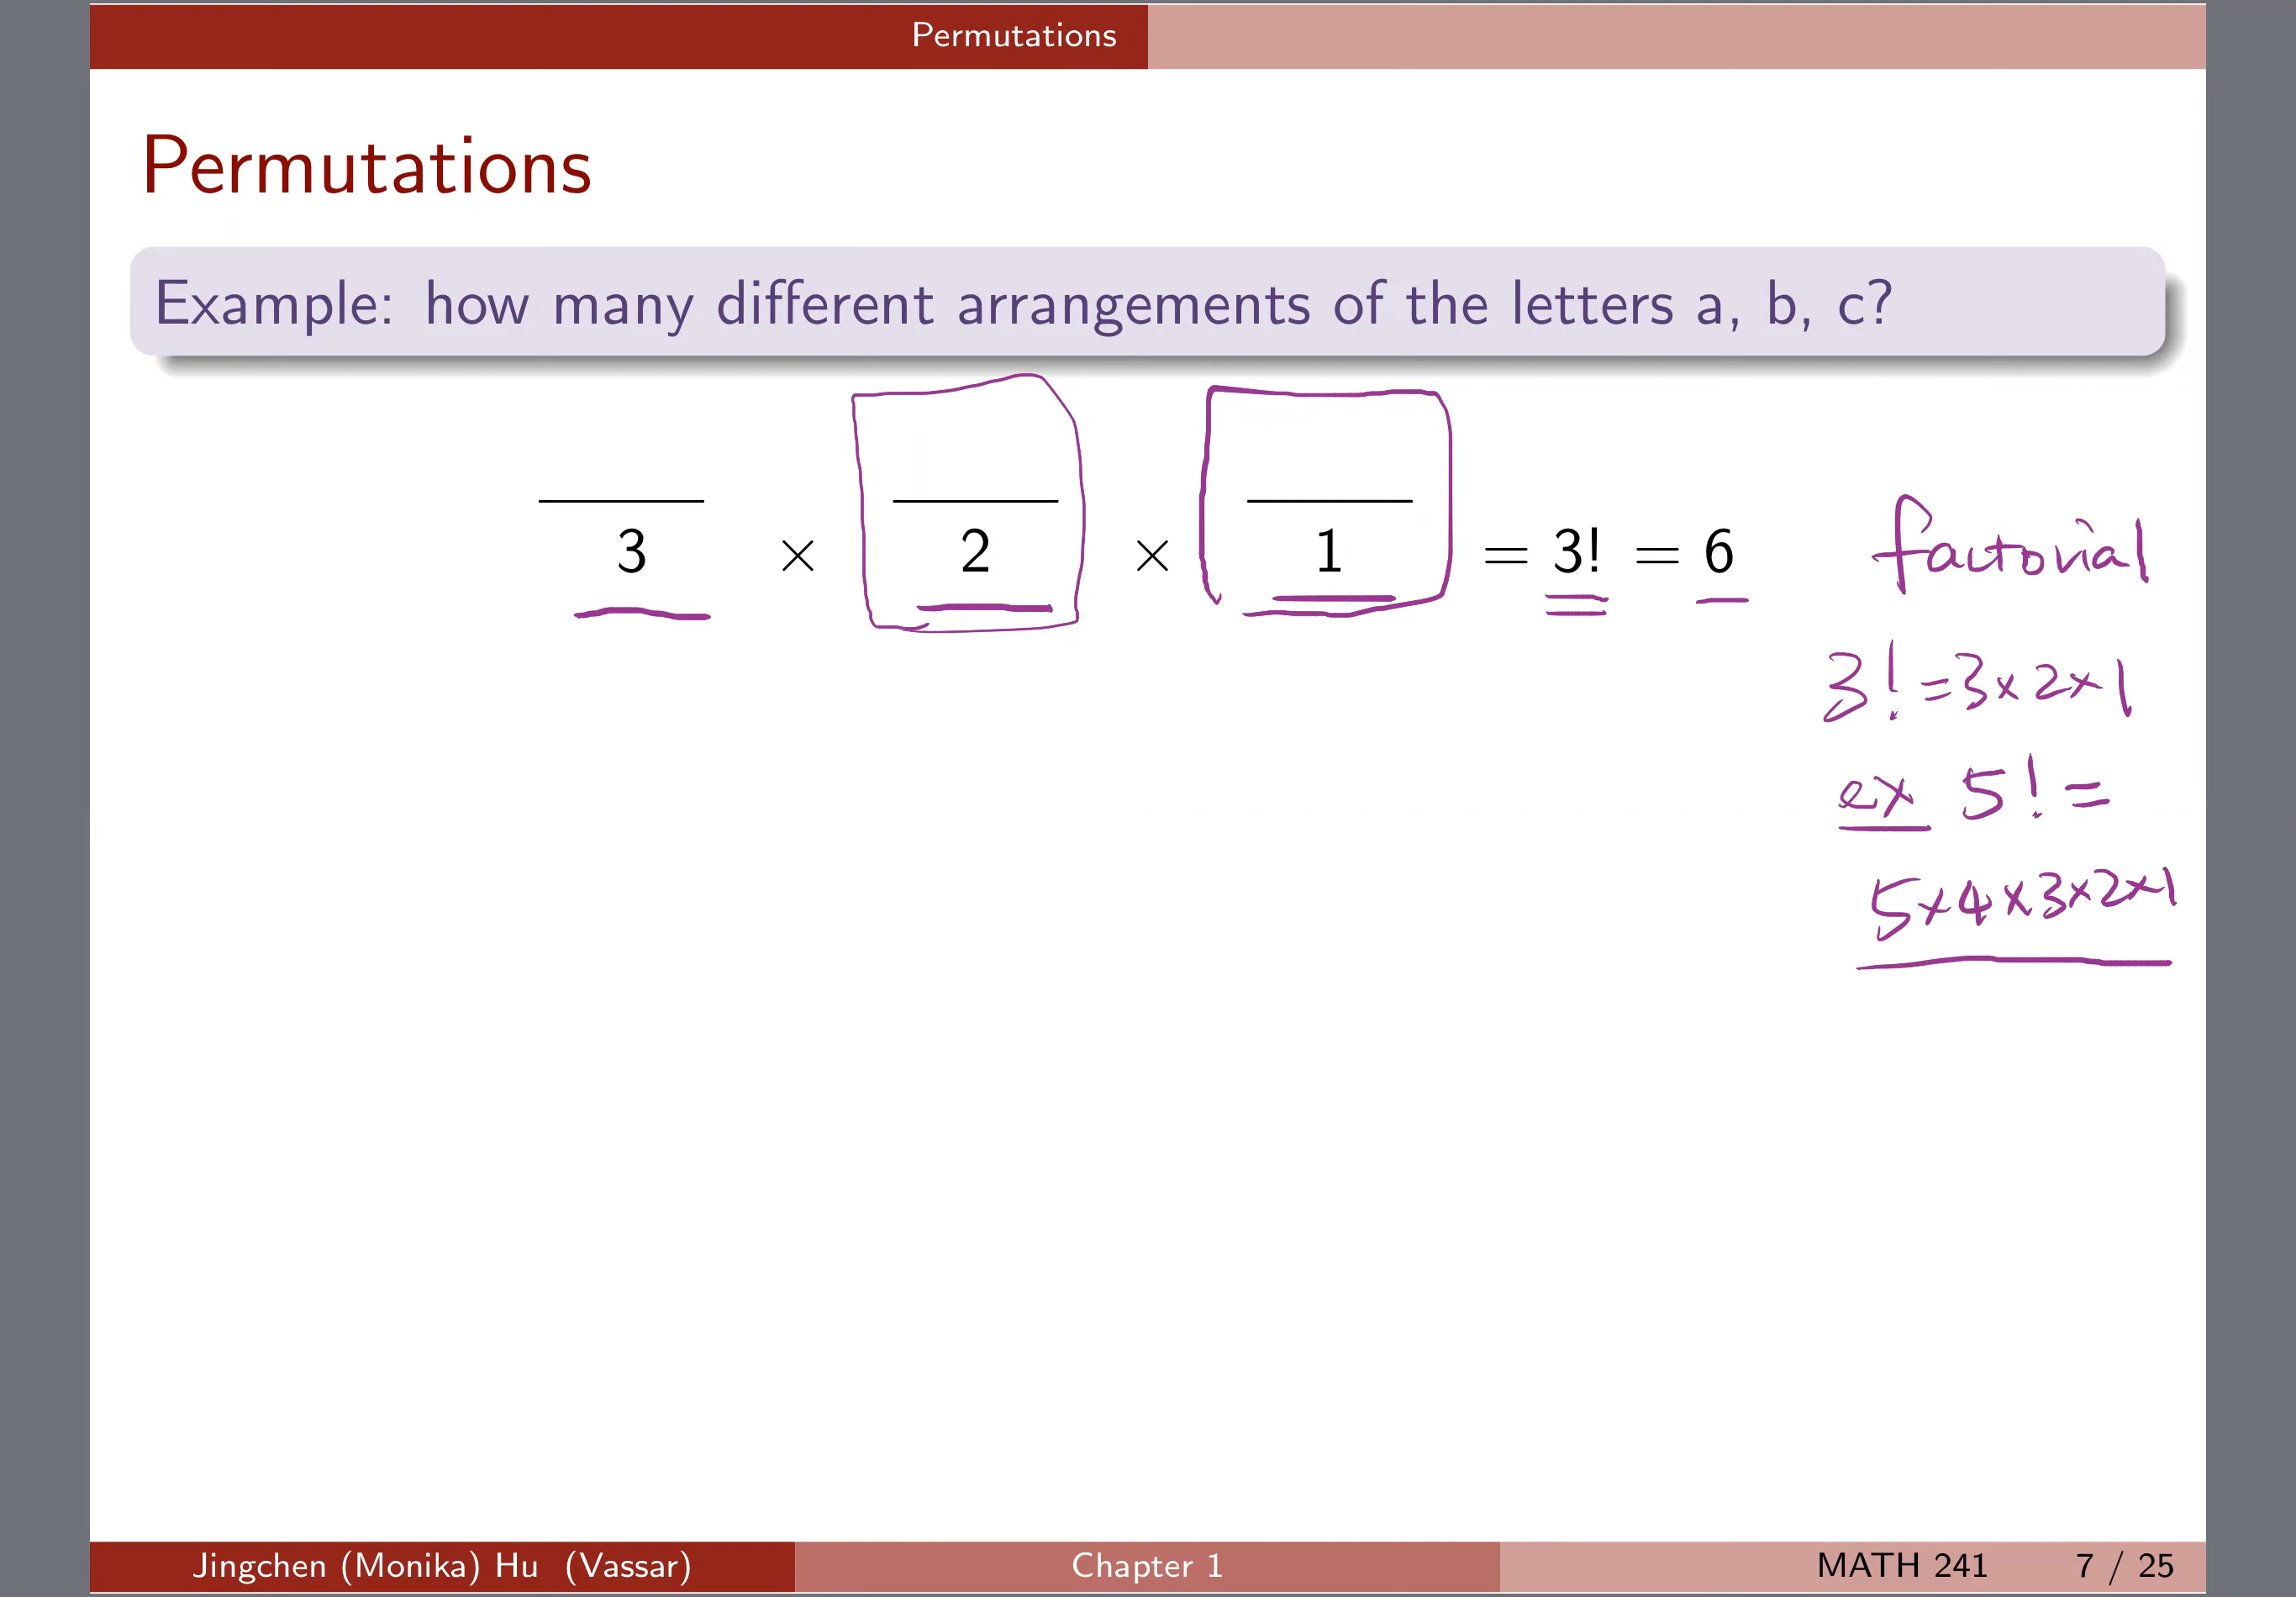 Permutations
Permutations
Example: how many different arrangements of the letters a, b, c?
3 × 2 × 1 = 3! = 6
factorial
3! = 3 × 2 × 1
ex 5! =
5 × 4 × 3 × 2 × 1
Jingchen (Monika) Hu (Vassar) Chapter 1 MATH 241 7 / 25